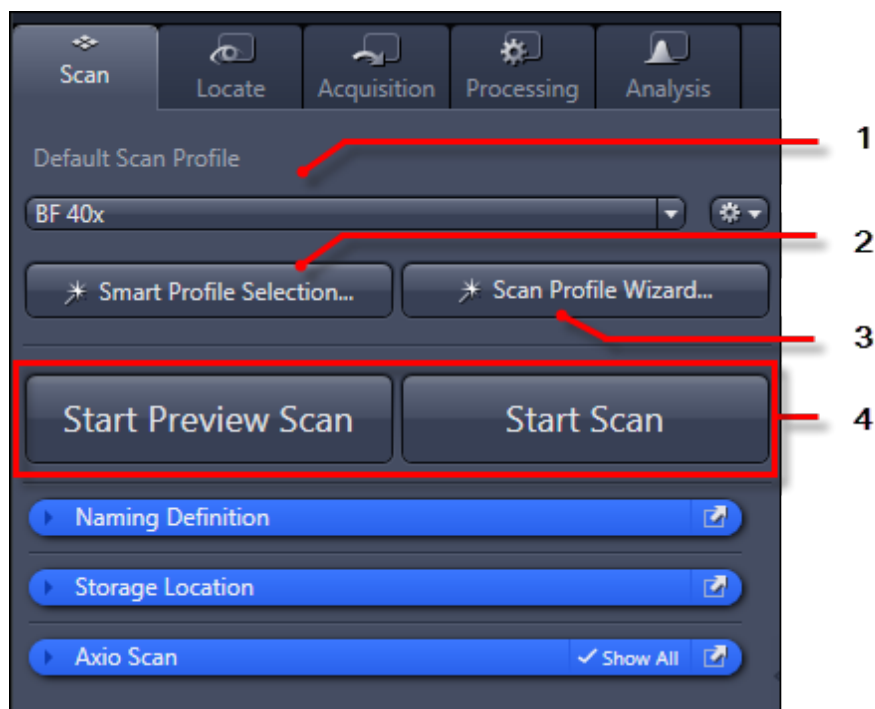 Scan
Locate
Acquisition
Processing
Analysis
1
Default Scan Profile
BF 40x
2
Smart Profile Selection...
Scan Profile Wizard...
3
Start Preview Scan
Start Scan
4
Naming Definition
Storage Location
Axio Scan
Show All